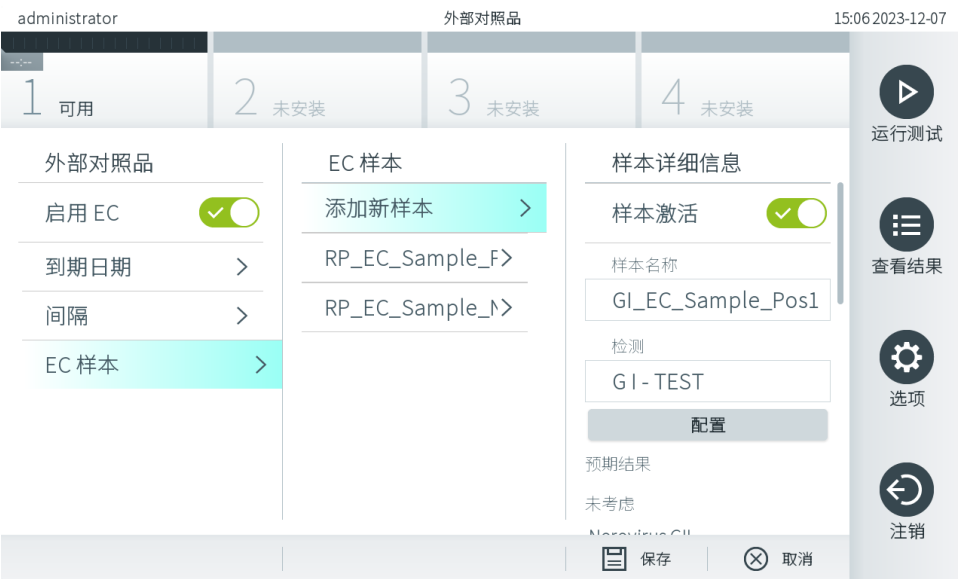 administrator
外部对照品
15:06 2023-12-07
--:--
1 可用
2 未安装
3 未安装
4 未安装
运行测试
查看结果
选项
注销
外部对照品
启用 EC
到期日期
间隔
EC 样本
EC 样本
添加新样本
RP_EC_Sample_
RP_EC_Sample_
样本详细信息
样本激活
样本名称
GI_EC_Sample_Pos1
检测
G I - TEST
配置
预期结果
未考虑
Norovirus GII
保存
取消